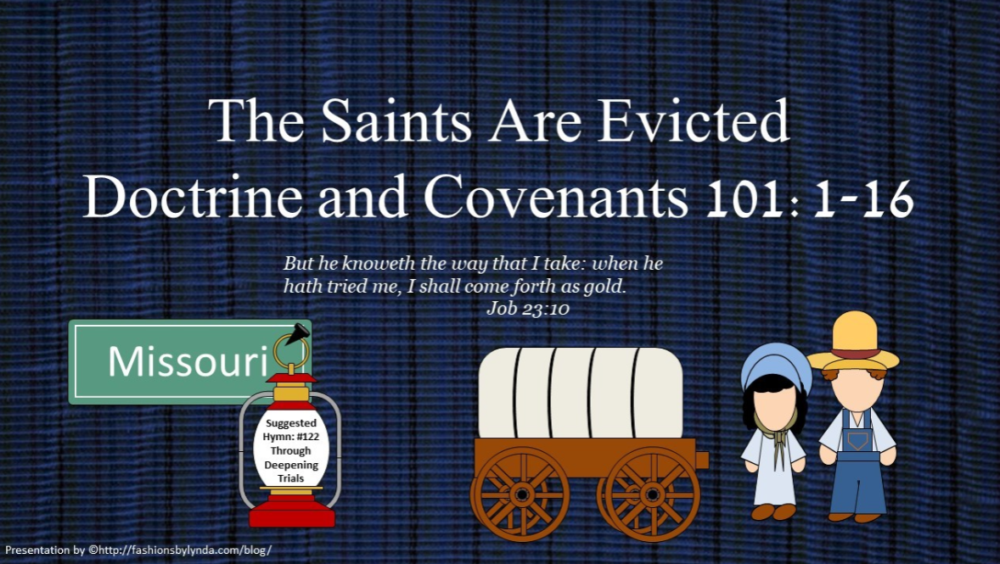 The Saints Are Evicted
Doctrine and Covenants 101: 1-16
But he knoweth the way that I take: when he
hath tried me, I shall come forth as gold.
Job 23:10
Missouri
Suggested
Hymn: #122
Through
Deepening
Trials
Presentation by ©http://fashionsbylynda.com/blog/